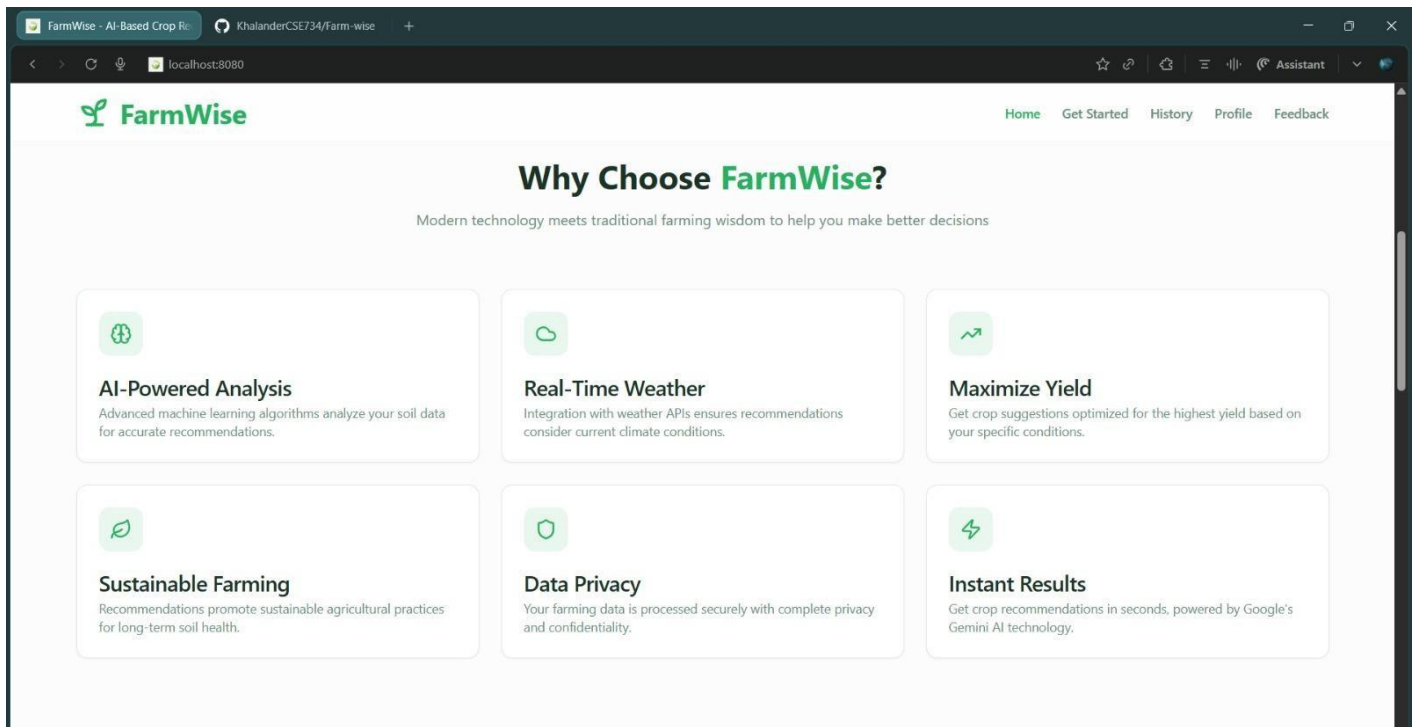 FarmWise - AI-Based Crop Re
KhalanderCSE734/Farm-wise
localhost:8080
Assistant
FarmWise
Home Get Started History Profile Feedback
Why Choose FarmWise?
Modern technology meets traditional farming wisdom to help you make better decisions
AI-Powered Analysis
Advanced machine learning algorithms analyze your soil data
for accurate recommendations.
Real-Time Weather
Integration with weather APIs ensures recommendations
consider current climate conditions.
Maximize Yield
Get crop suggestions optimized for the highest yield based on
your specific conditions.
Sustainable Farming
Recommendations promote sustainable agricultural practices
for long-term soil health.
Data Privacy
Your farming data is processed securely with complete privacy
and confidentiality.
Instant Results
Get crop recommendations in seconds, powered by Google's
Gemini AI technology.